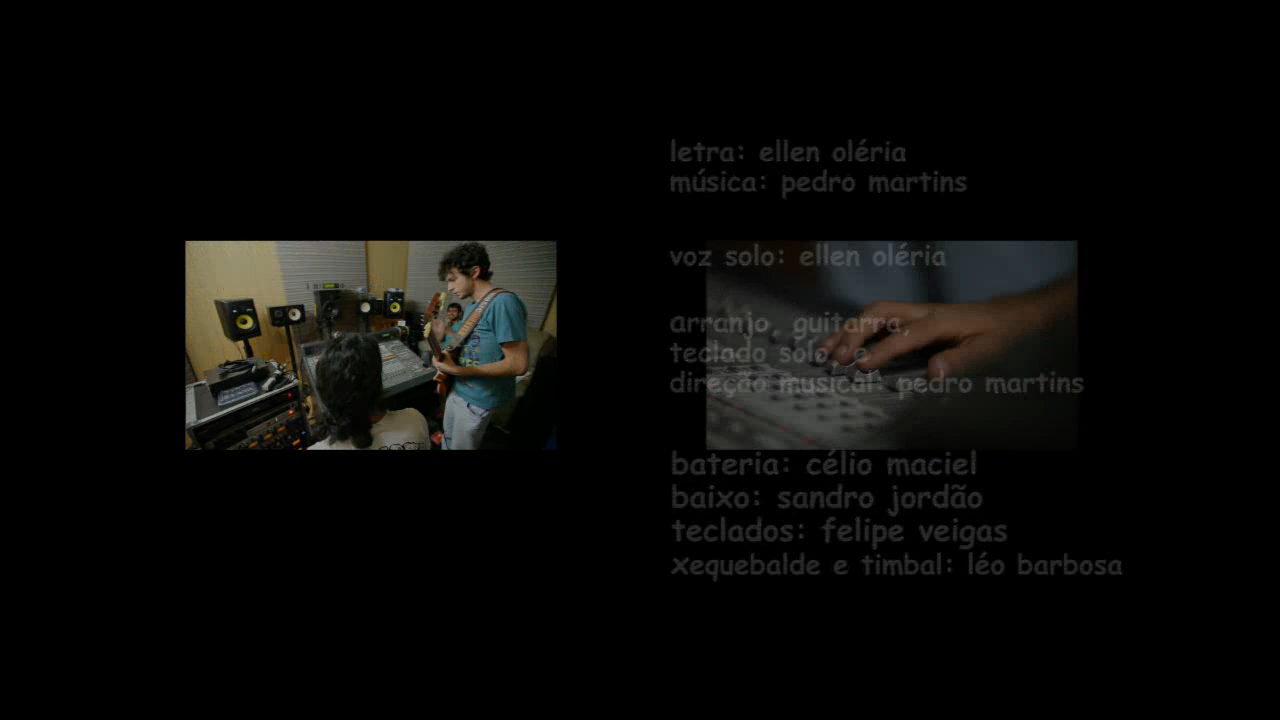 letra: ellen oléria
música: pedro martins
voz solo: ellen oléria
arranjo, guitarra,
teclado solo, e
direção musical: pedro martins
bateria: célio maciel
baixo: sandro jordão
teclados: felipe veigas
xequebalde e timbal: léo barbosa